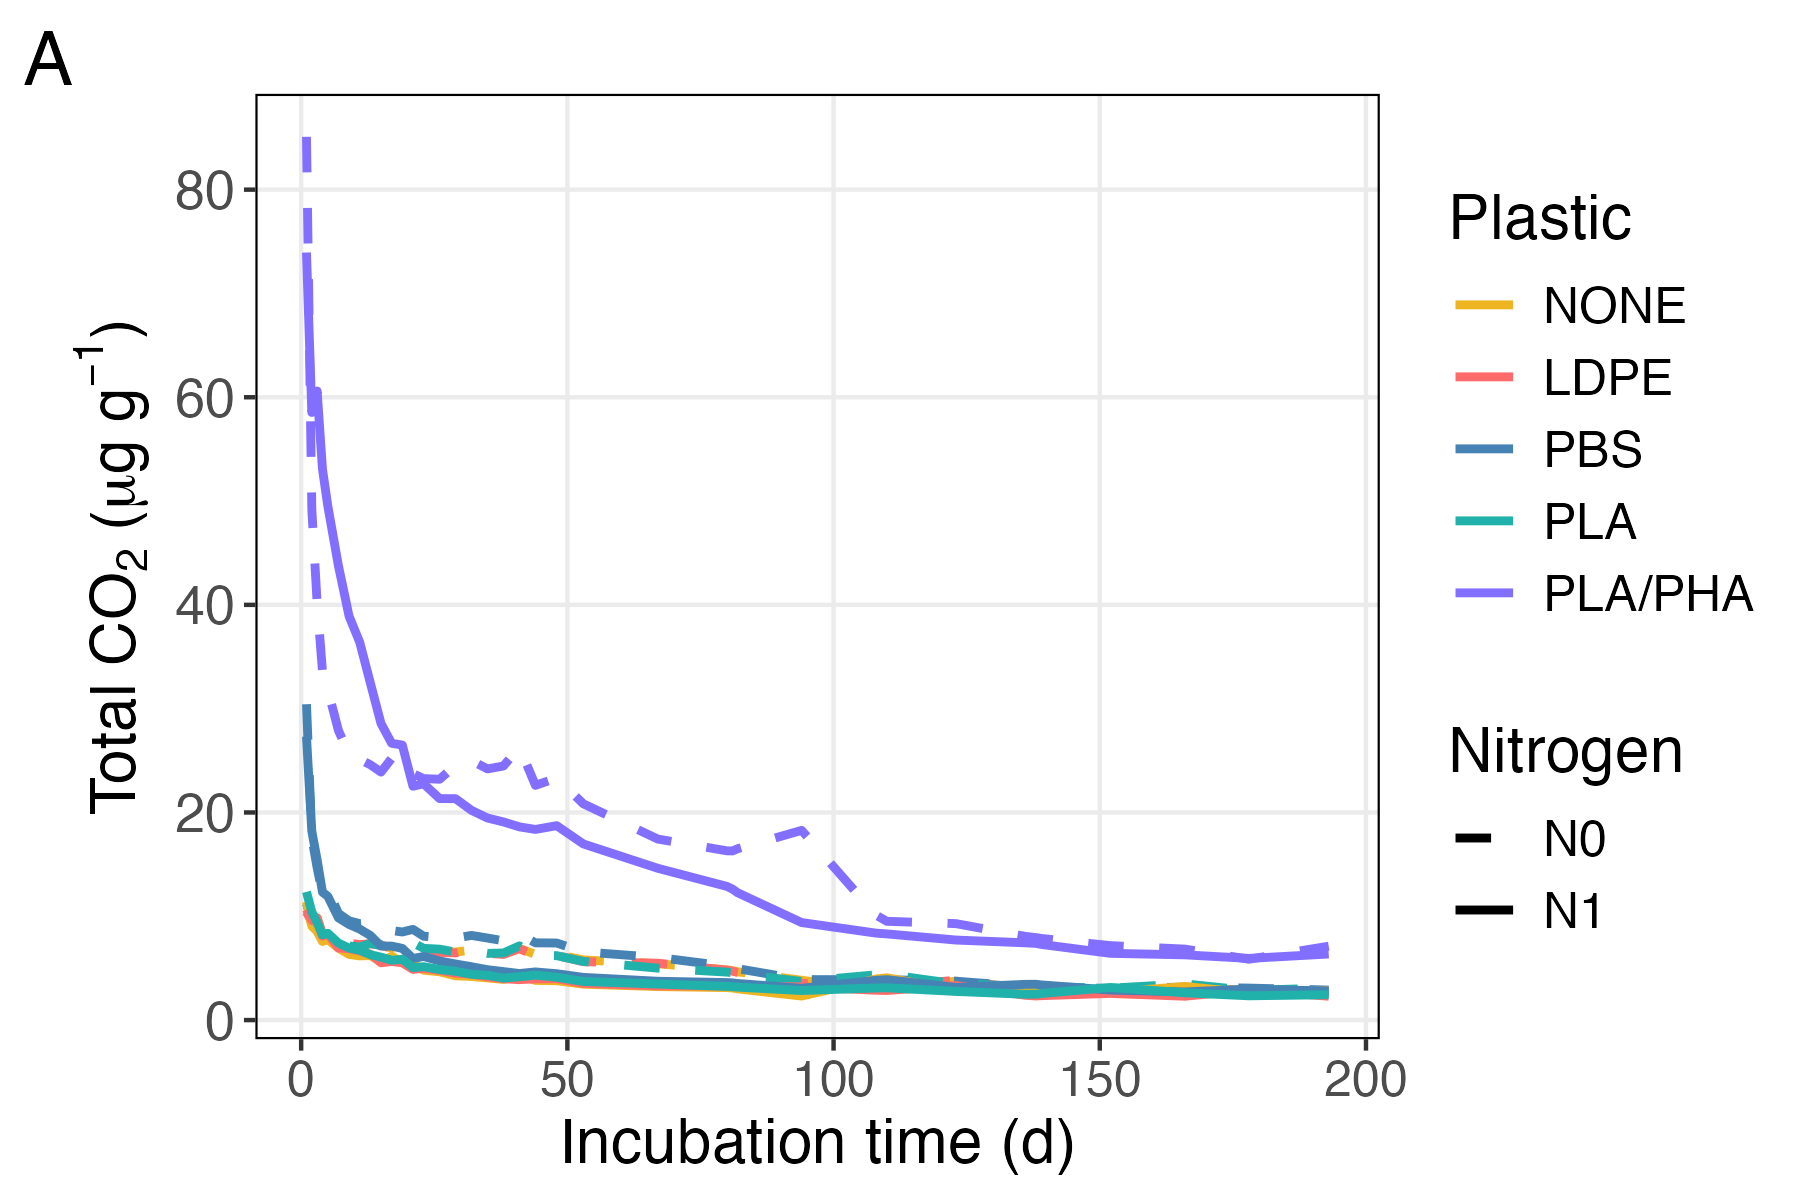 A
80
60
40
20
0
Total CO₂ (µg g⁻¹)
0 50 100 150 200
Incubation time (d)
Plastic
NONE
LDPE
PBS
PLA
PLA/PHA
Nitrogen
N0
N1